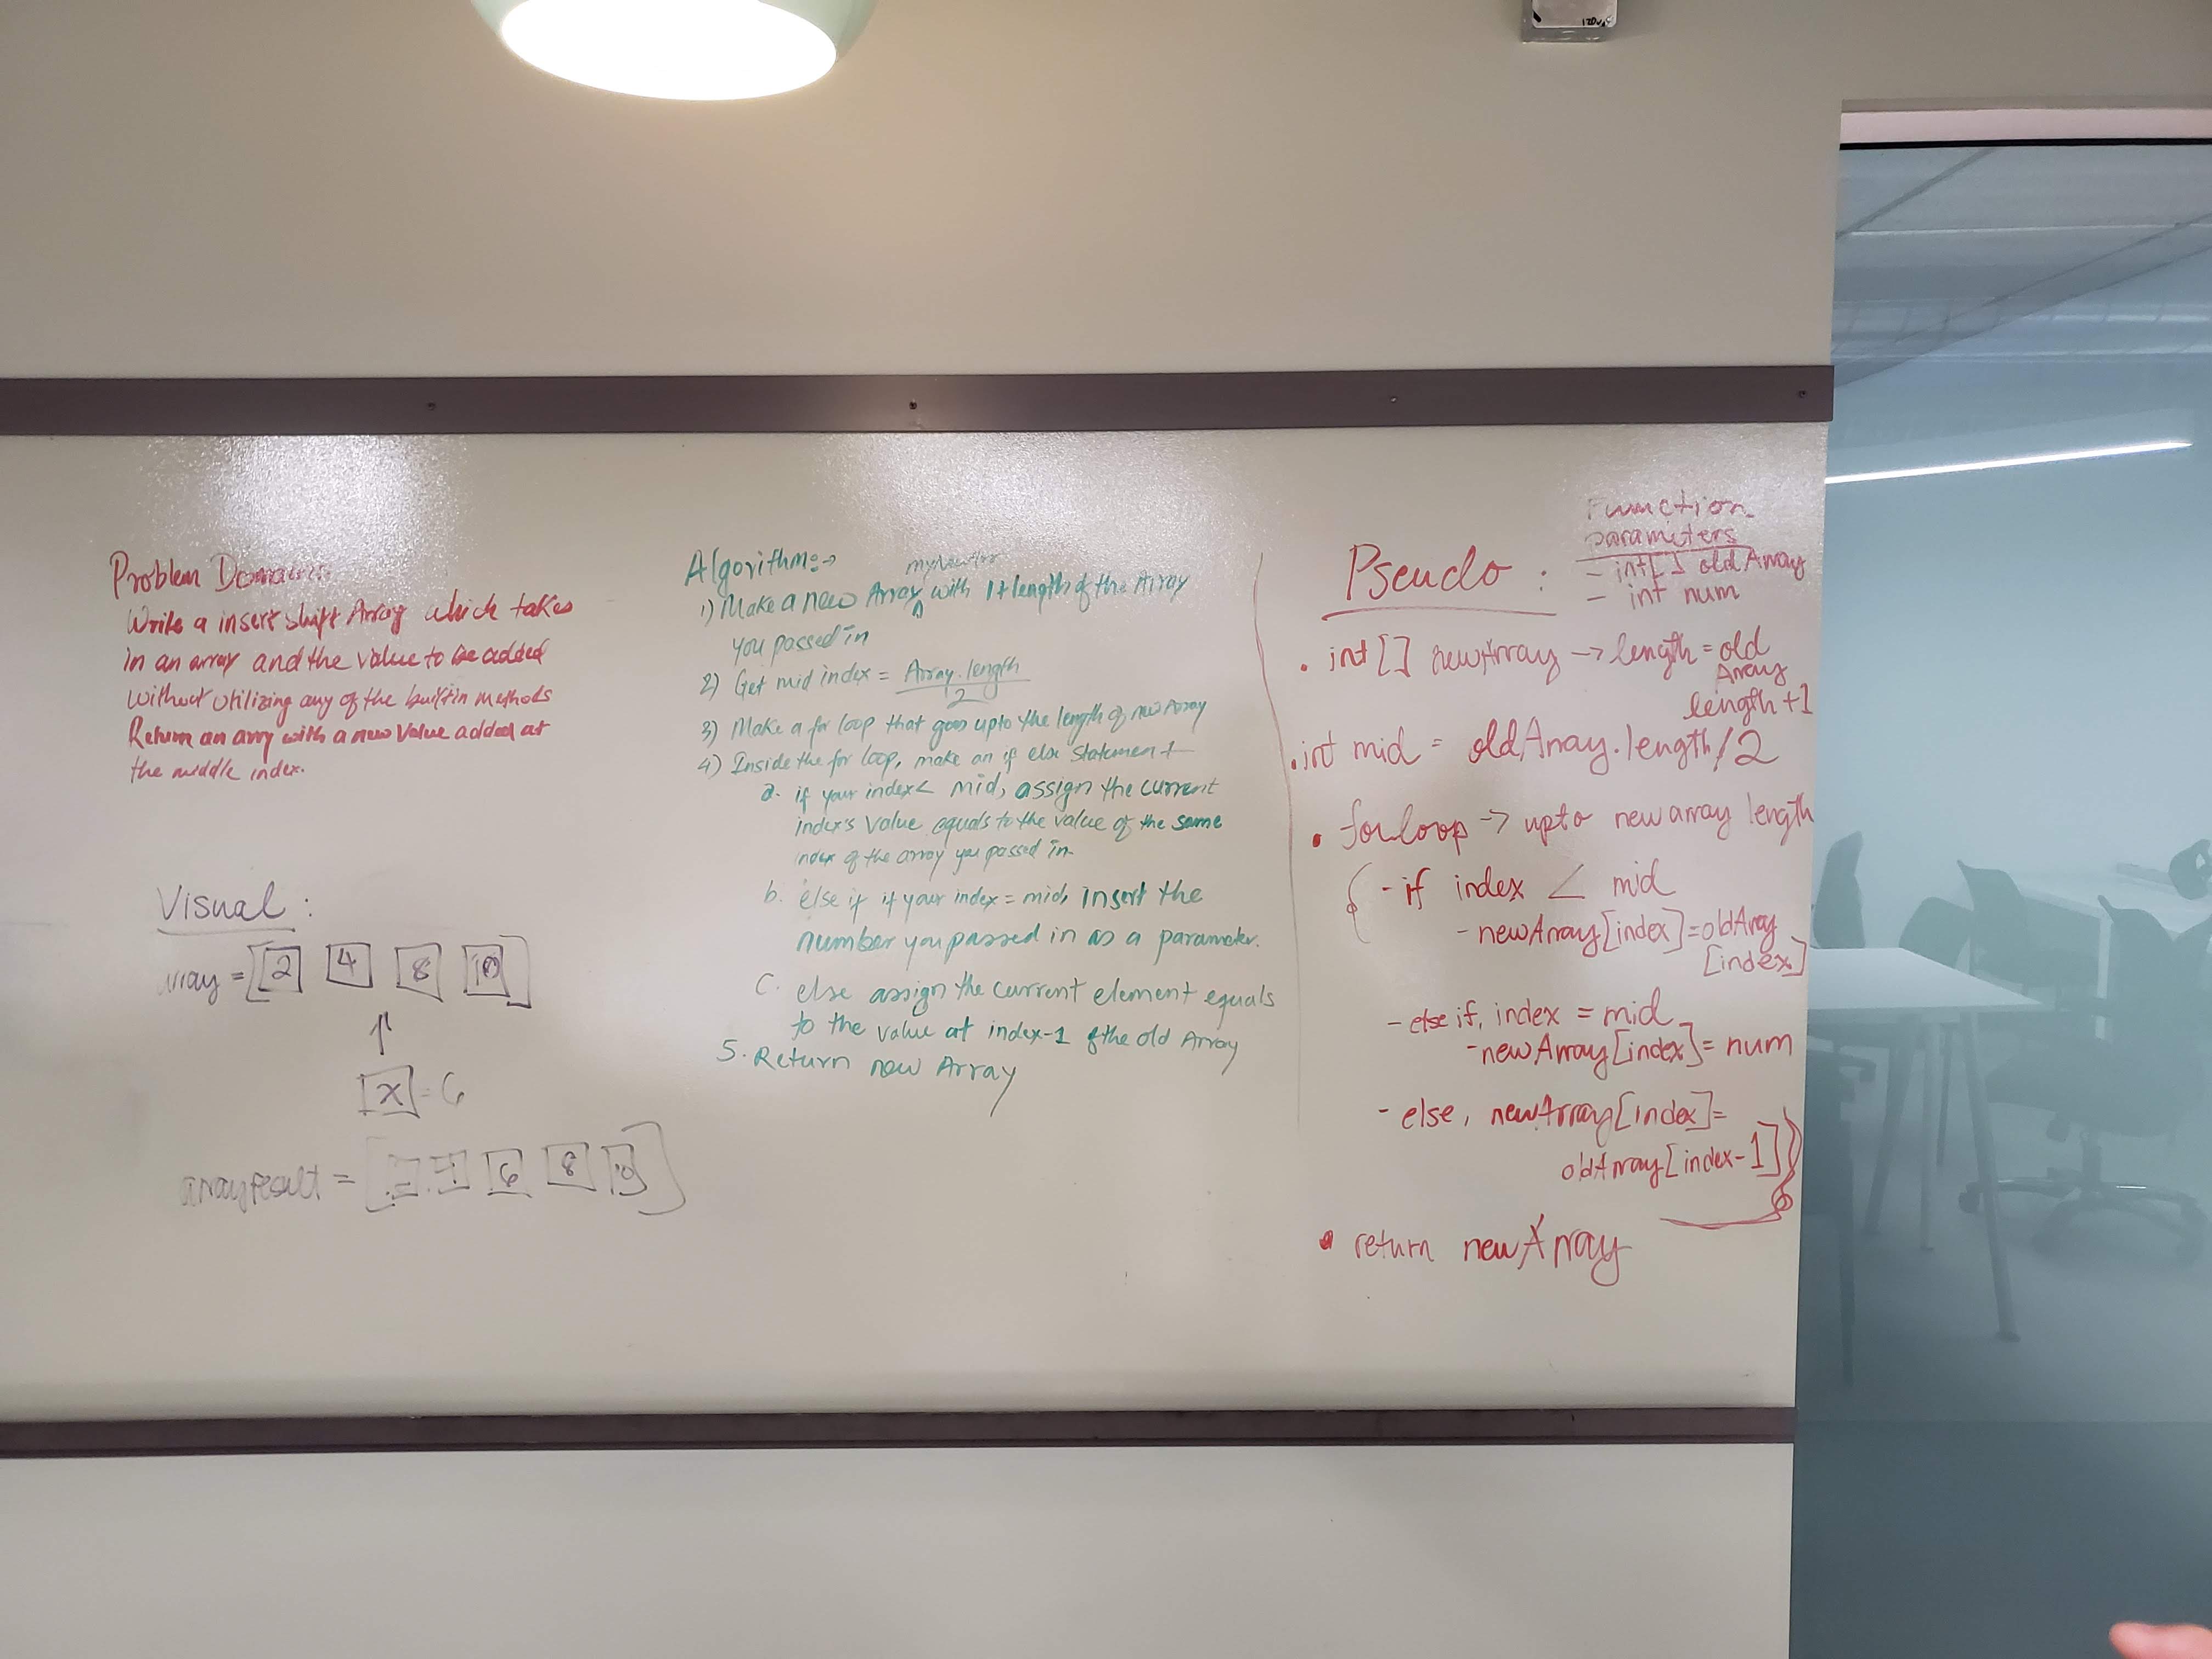 Problem Domain:
Write a insert shift Array which takes
in an array and the value to be added
without utilizing any of the builtin methods
Return an arry with a new value added at
the middle index.
Visual:
array = [2 4 8 10]
x = 6
array result = [6 8 10]
Algorithm:→
1) Make a new Array with 1+length of the Array
you passed in
2) Get mid index = Array.length
2
3) Make a for loop that goes upto the length of new Array
4) Inside the for loop, make an if else statement
a. if your index < mid, assign the current
index's value equals to the value of the same
index of the array you passed in
b. else if if your index = mid, insert the
number you passed in as a parameter.
c. else assign the current element equals
to the value at index-1 of the old Array
5. Return new Array
Function
parameters
- int[] oldArray
- int num
Pseudo:
• int[] newArray → length = old
Array
length+1
• int mid = oldArray.length/2
• for loop → upto new array length
{ - if index < mid
- newArray[index] = oldArray
[index]
- else if, index = mid
- newArray[index] = num
- else, newArray[index] =
oldArray[index-1] }
• return newArray